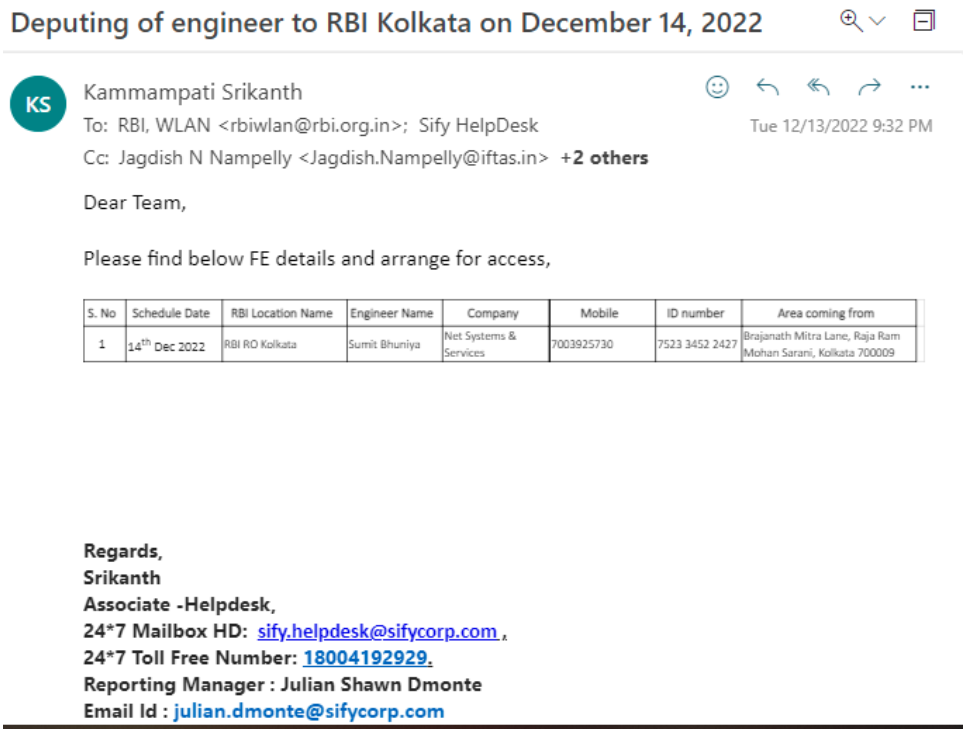 Deputing of engineer to RBI Kolkata on December 14, 2022
KS
Kammampati Srikanth
To: RBI, WLAN <rbiwlan@rbi.org.in>; Sify HelpDesk
Tue 12/13/2022 9:32 PM
Cc: Jagdish N Nampelly <Jagdish.Nampelly@iftas.in> +2 others
Dear Team,
Please find below FE details and arrange for access,
S. No Schedule Date RBI Location Name Engineer Name Company Mobile ID number Area coming from
1 14th Dec 2022 RBI RO Kolkata Sumit Bhuniya Net Systems & Services 7003925730 7523 3452 2427 Brajanath Mitra Lane, Raja Ram Mohan Sarani, Kolkata 700009
Regards,
Srikanth
Associate -Helpdesk,
24*7 Mailbox HD: sify.helpdesk@sifycorp.com ,
24*7 Toll Free Number: 18004192929.
Reporting Manager : Julian Shawn Dmonte
Email Id : julian.dmonte@sifycorp.com